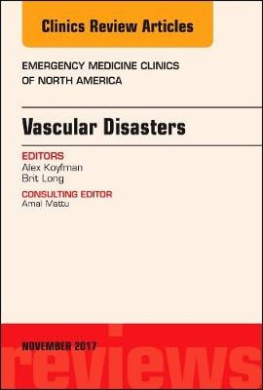 Clinics Review Articles
EMERGENCY MEDICINE CLINICS
OF NORTH AMERICA
Vascular Disasters
EDITORS
Alex Koyfman
Brit Long
CONSULTING EDITOR
Amal Mattu
NOVEMBER 2017
reviews